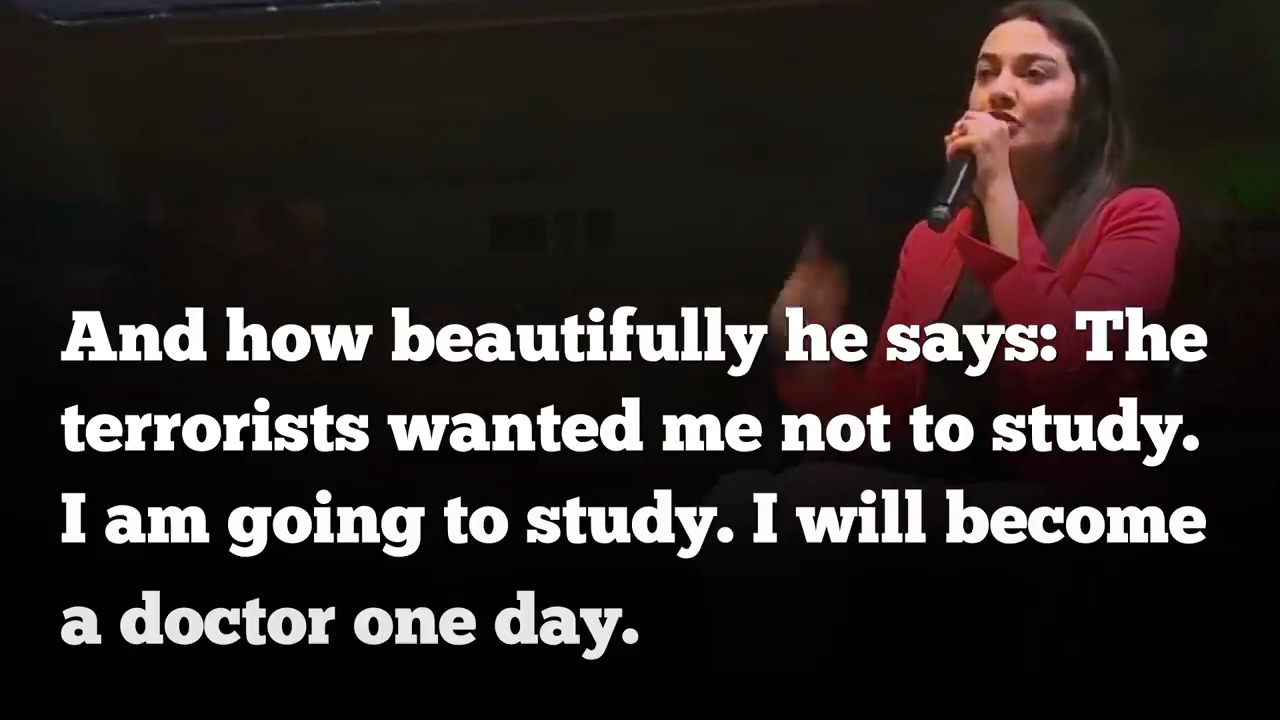 And how beautifully he says: The
terrorists wanted me not to study.
I am going to study. I will become
a doctor one day.